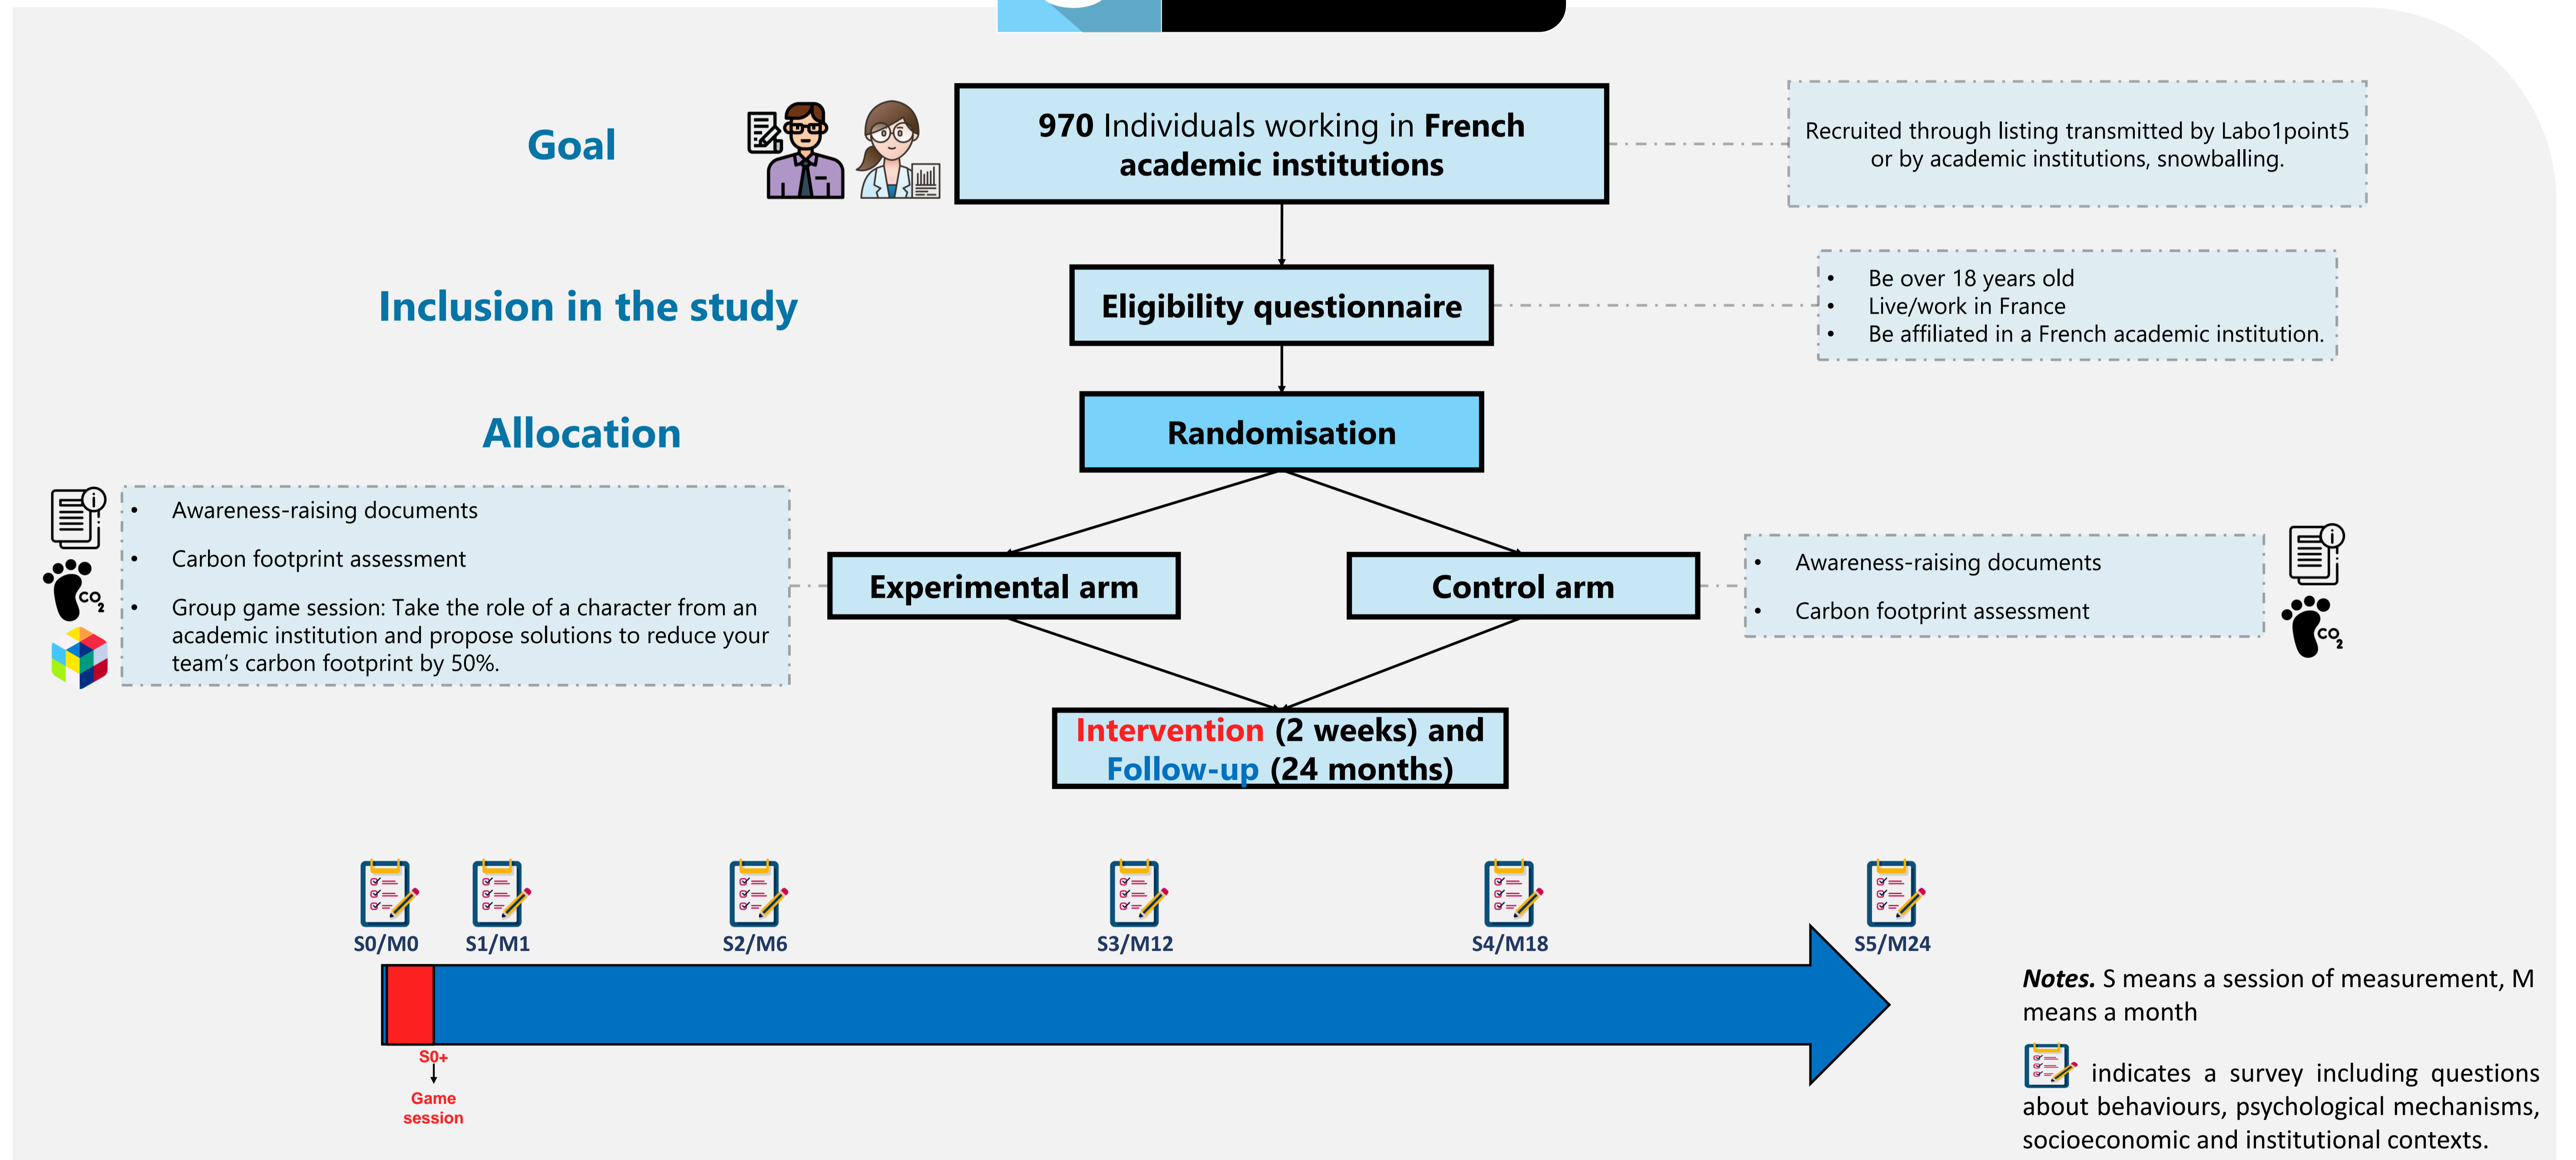 Goal
970 Individuals working in French
academic institutions
Recruited through listing transmitted by Labo1point5
or by academic institutions, snowballing.
Inclusion in the study
Eligibility questionnaire
• Be over 18 years old
• Live/work in France
• Be affiliated in a French academic institution.
Allocation
Randomisation
• Awareness-raising documents
• Carbon footprint assessment
• Group game session: Take the role of a character from an
academic institution and propose solutions to reduce your
team's carbon footprint by 50%.
CO2
Experimental arm
Control arm
• Awareness-raising documents
• Carbon footprint assessment
CO2
Intervention (2 weeks) and
Follow-up (24 months)
S0/M0
S1/M1
S2/M6
S3/M12
S4/M18
S5/M24
S0+
Game
session
Notes. S means a session of measurement, M
means a month
indicates a survey including questions
about behaviours, psychological mechanisms,
socioeconomic and institutional contexts.